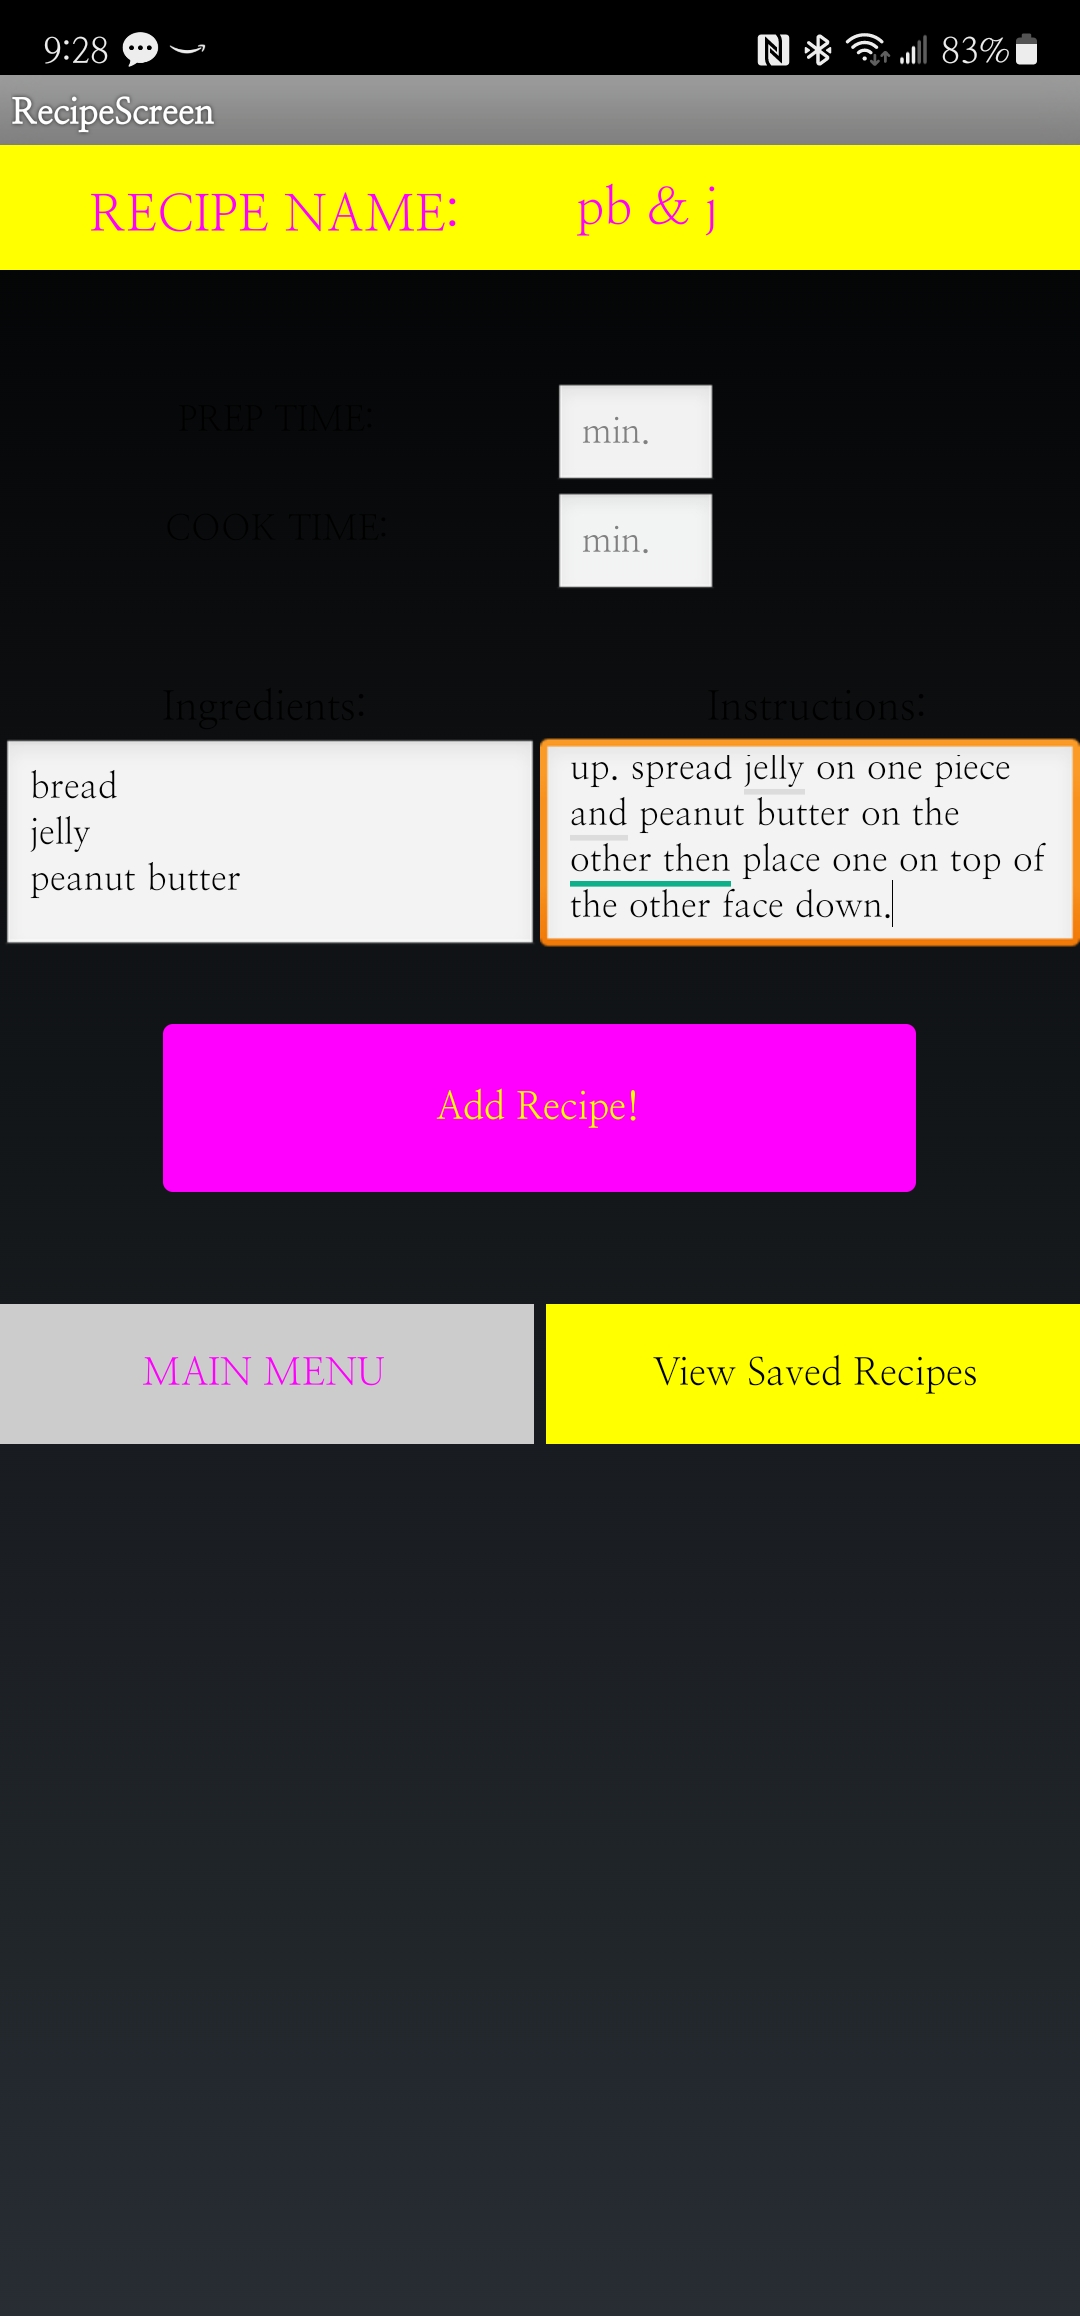 9:28 83%
RecipeScreen
RECIPE NAME: pb & j
PREP TIME: min.
COOK TIME: min.
Ingredients: Instructions:
bread
jelly
peanut butter
up. spread jelly on one piece
and peanut butter on the
other then place one on top of
the other face down.
Add Recipe!
MAIN MENU View Saved Recipes